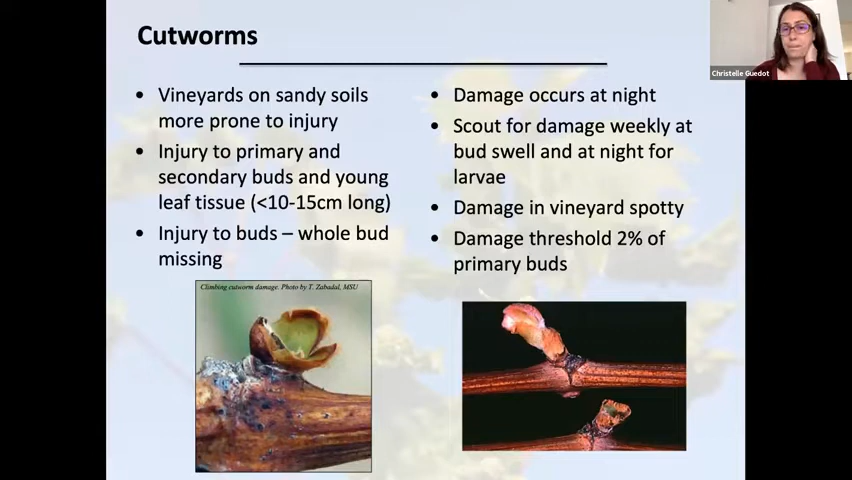 Cutworms
Christelle Guedot
• Vineyards on sandy soils
more prone to injury
• Injury to primary and
secondary buds and young
leaf tissue (<10-15cm long)
• Injury to buds – whole bud
missing
• Damage occurs at night
• Scout for damage weekly at
bud swell and at night for
larvae
• Damage in vineyard spotty
• Damage threshold 2% of
primary buds
Climbing cutworm damage. Photo by T. Zabadal, MSU